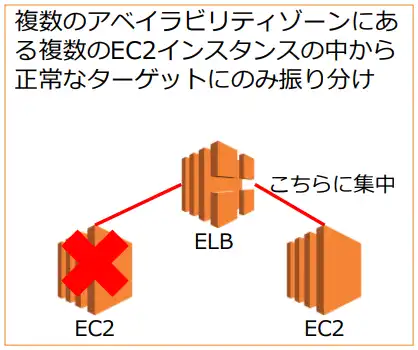 複数のアベイラビリティゾーンにあ
る複数のEC2インスタンスの中から
正常なターゲットにのみ振り分け
こちらに集中
ELB
EC2
EC2